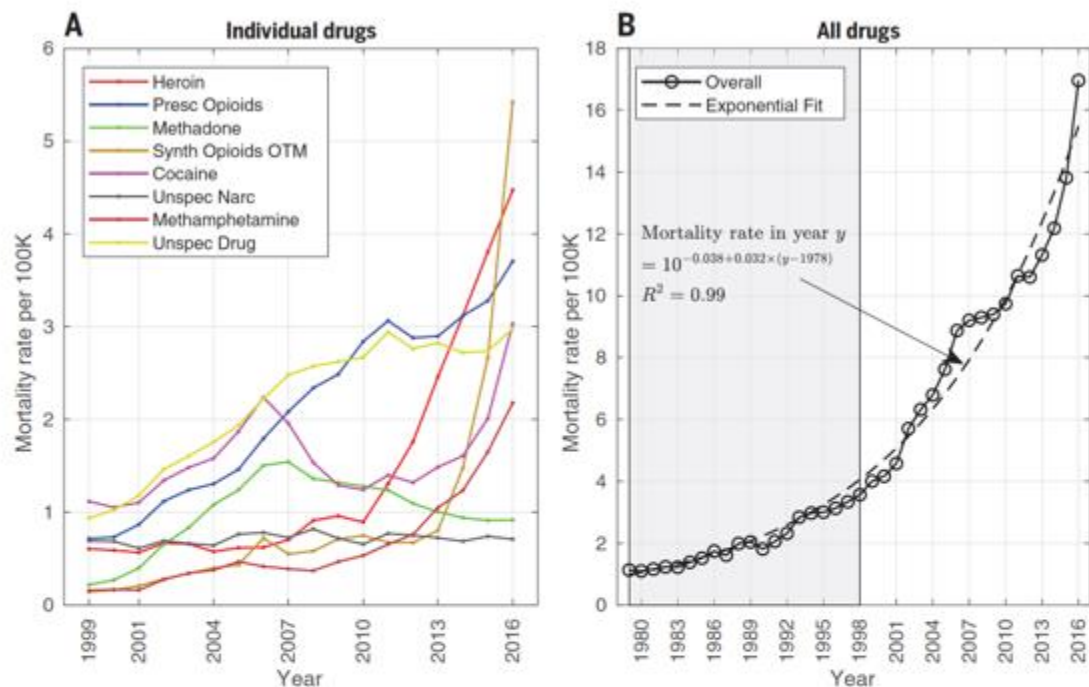 A
Individual drugs
6
5
4
3
2
1
0
Mortality rate per 100K
Heroin
Presc Opioids
Methadone
Synth Opioids OTM
Cocaine
Unspec Narc
Methamphetamine
Unspec Drug
1999
2001
2004
2007
2010
2013
2016
Year
B
All drugs
18
16
14
12
10
8
6
4
2
0
Mortality rate per 100K
Overall
Exponential Fit
Mortality rate in year y
= 10^{−0.038+0.032×(y−1978)}
R² = 0.99
1980
1983
1986
1989
1992
1995
1998
2001
2004
2007
2010
2013
2016
Year